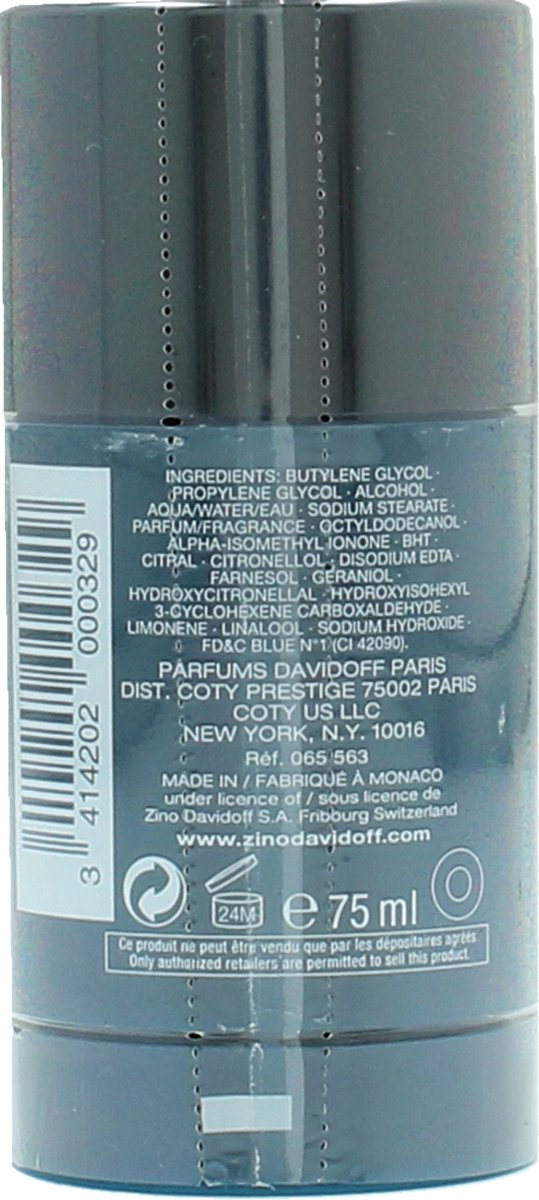 INGREDIENTS: BUTYLENE GLYCOL ·
PROPYLENE GLYCOL · ALCOHOL ·
AQUA/WATER/EAU · SODIUM STEARATE ·
PARFUM/FRAGRANCE · OCTYLDODECANOL ·
ALPHA-ISOMETHYL IONONE · BHT ·
CITRAL · CITRONELLOL · DISODIUM EDTA ·
FARNESOL · GERANIOL ·
HYDROXYCITRONELLAL · HYDROXYISOHEXYL
3-CYCLOHEXENE CARBOXALDEHYDE ·
LIMONENE · LINALOOL · SODIUM HYDROXIDE ·
FD&C BLUE N°1 (CI 42090).
PARFUMS DAVIDOFF PARIS
DIST. COTY PRESTIGE 75002 PARIS
COTY US LLC
NEW YORK, N.Y. 10016
Réf. 065 563
MADE IN / FABRIQUÉ À MONACO
under licence of / sous licence de
Zino Davidoff S.A. Fribourg Switzerland
www.zinodavidoff.com
24M e 75 ml
Ce produit ne peut être vendu que par les dépositaires agréés.
Only authorized retailers are permitted to sell this product.
3 414202 000329